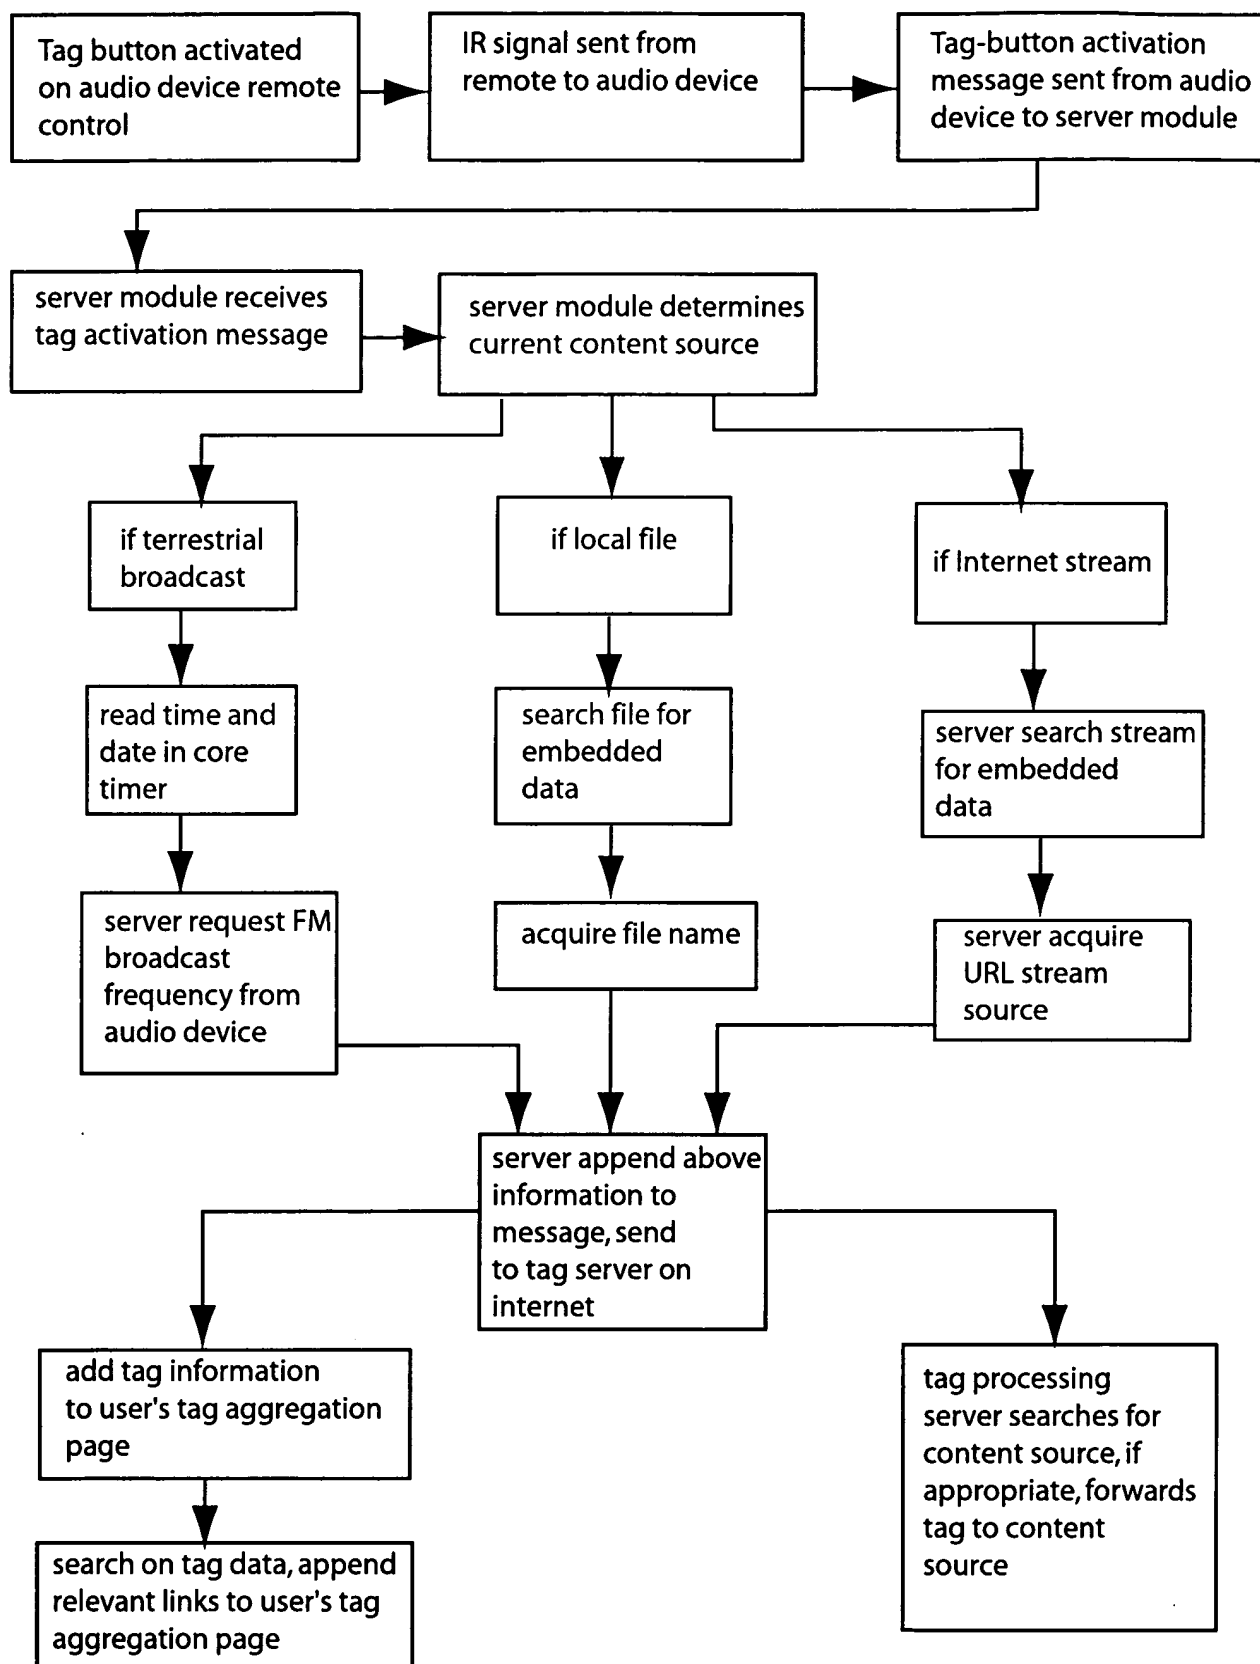 Tag button activated
on audio device remote
control
IR signal sent from
remote to audio device
Tag-button activation
message sent from audio
device to server module
server module receives
tag activation message
server module determines
current content source
if terrestrial
broadcast
if local file
if Internet stream
read time and
date in core
timer
search file for
embedded
data
server search stream
for embedded
data
server request FM
broadcast
frequency from
audio device
acquire file name
server acquire
URL stream
source
server append above
information to
message, send
to tag server on
internet
add tag information
to user's tag aggregation
page
tag processing
server searches for
content source, if
appropriate, forwards
tag to content
source
search on tag data, append
relevant links to user's tag
aggregation page